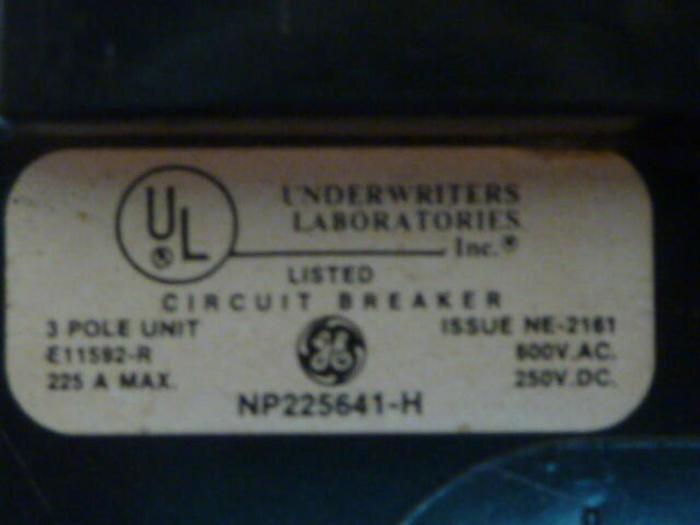 UL
®
UNDERWRITERS
LABORATORIES
Inc.®
LISTED
CIRCUIT BREAKER
3 POLE UNIT
E11592-R
225 A MAX.
GE
NP225641-H
ISSUE NE-2161
600V.AC.
250V.DC.